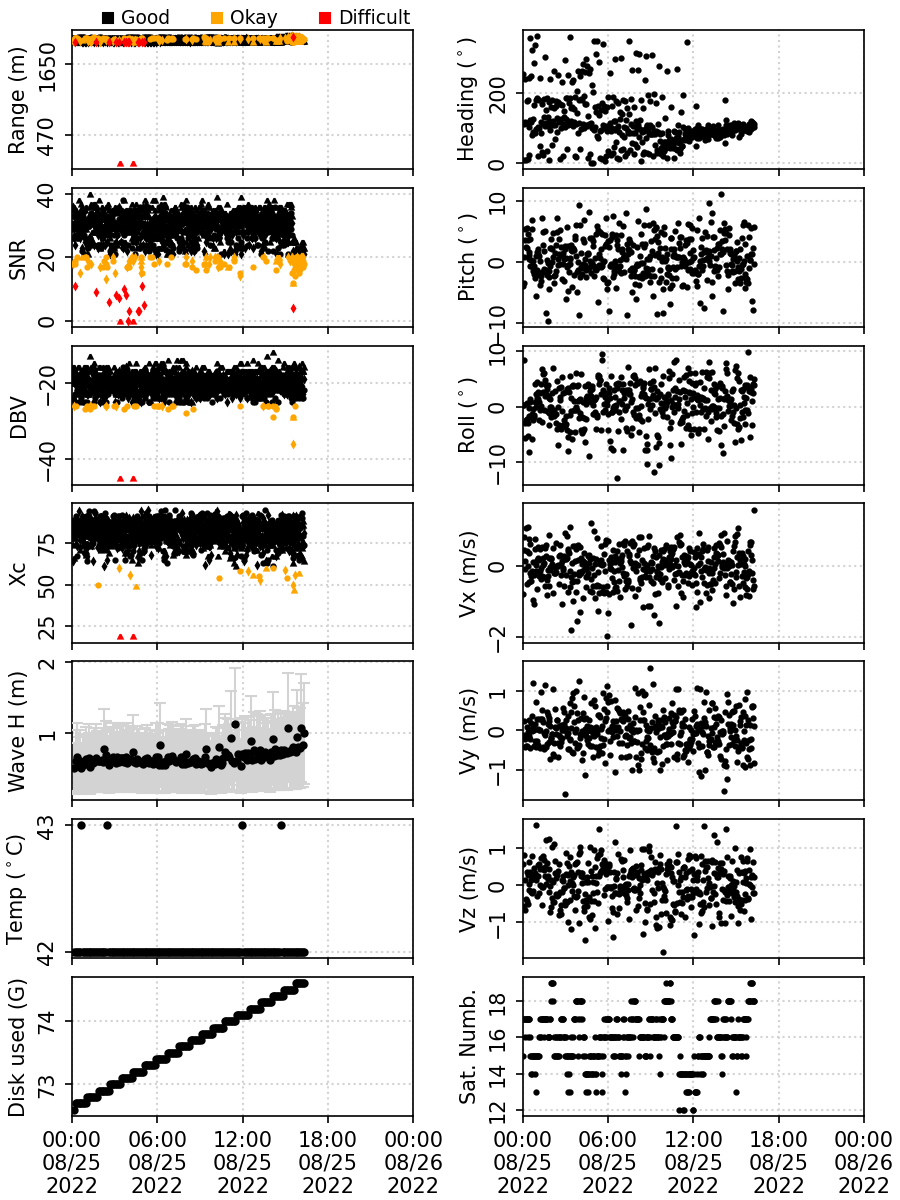 Good Okay Difficult
Range (m)
1650
470
Heading (°)
200
0
SNR
40
20
0
Pitch (°)
10
0
−10
DBV
−20
−40
Roll (°)
10
0
−10
Xc
75
50
25
Vx (m/s)
0
−2
Wave H (m)
2
1
Vy (m/s)
1
0
−1
Temp (°C)
43
42
Vz (m/s)
1
0
−1
Disk used (G)
74
73
Sat. Numb.
18
16
14
12
00:00 06:00 12:00 18:00 00:00
08/25 08/25 08/25 08/25 08/26
2022 2022 2022 2022 2022
00:00 06:00 12:00 18:00 00:00
08/25 08/25 08/25 08/25 08/26
2022 2022 2022 2022 2022